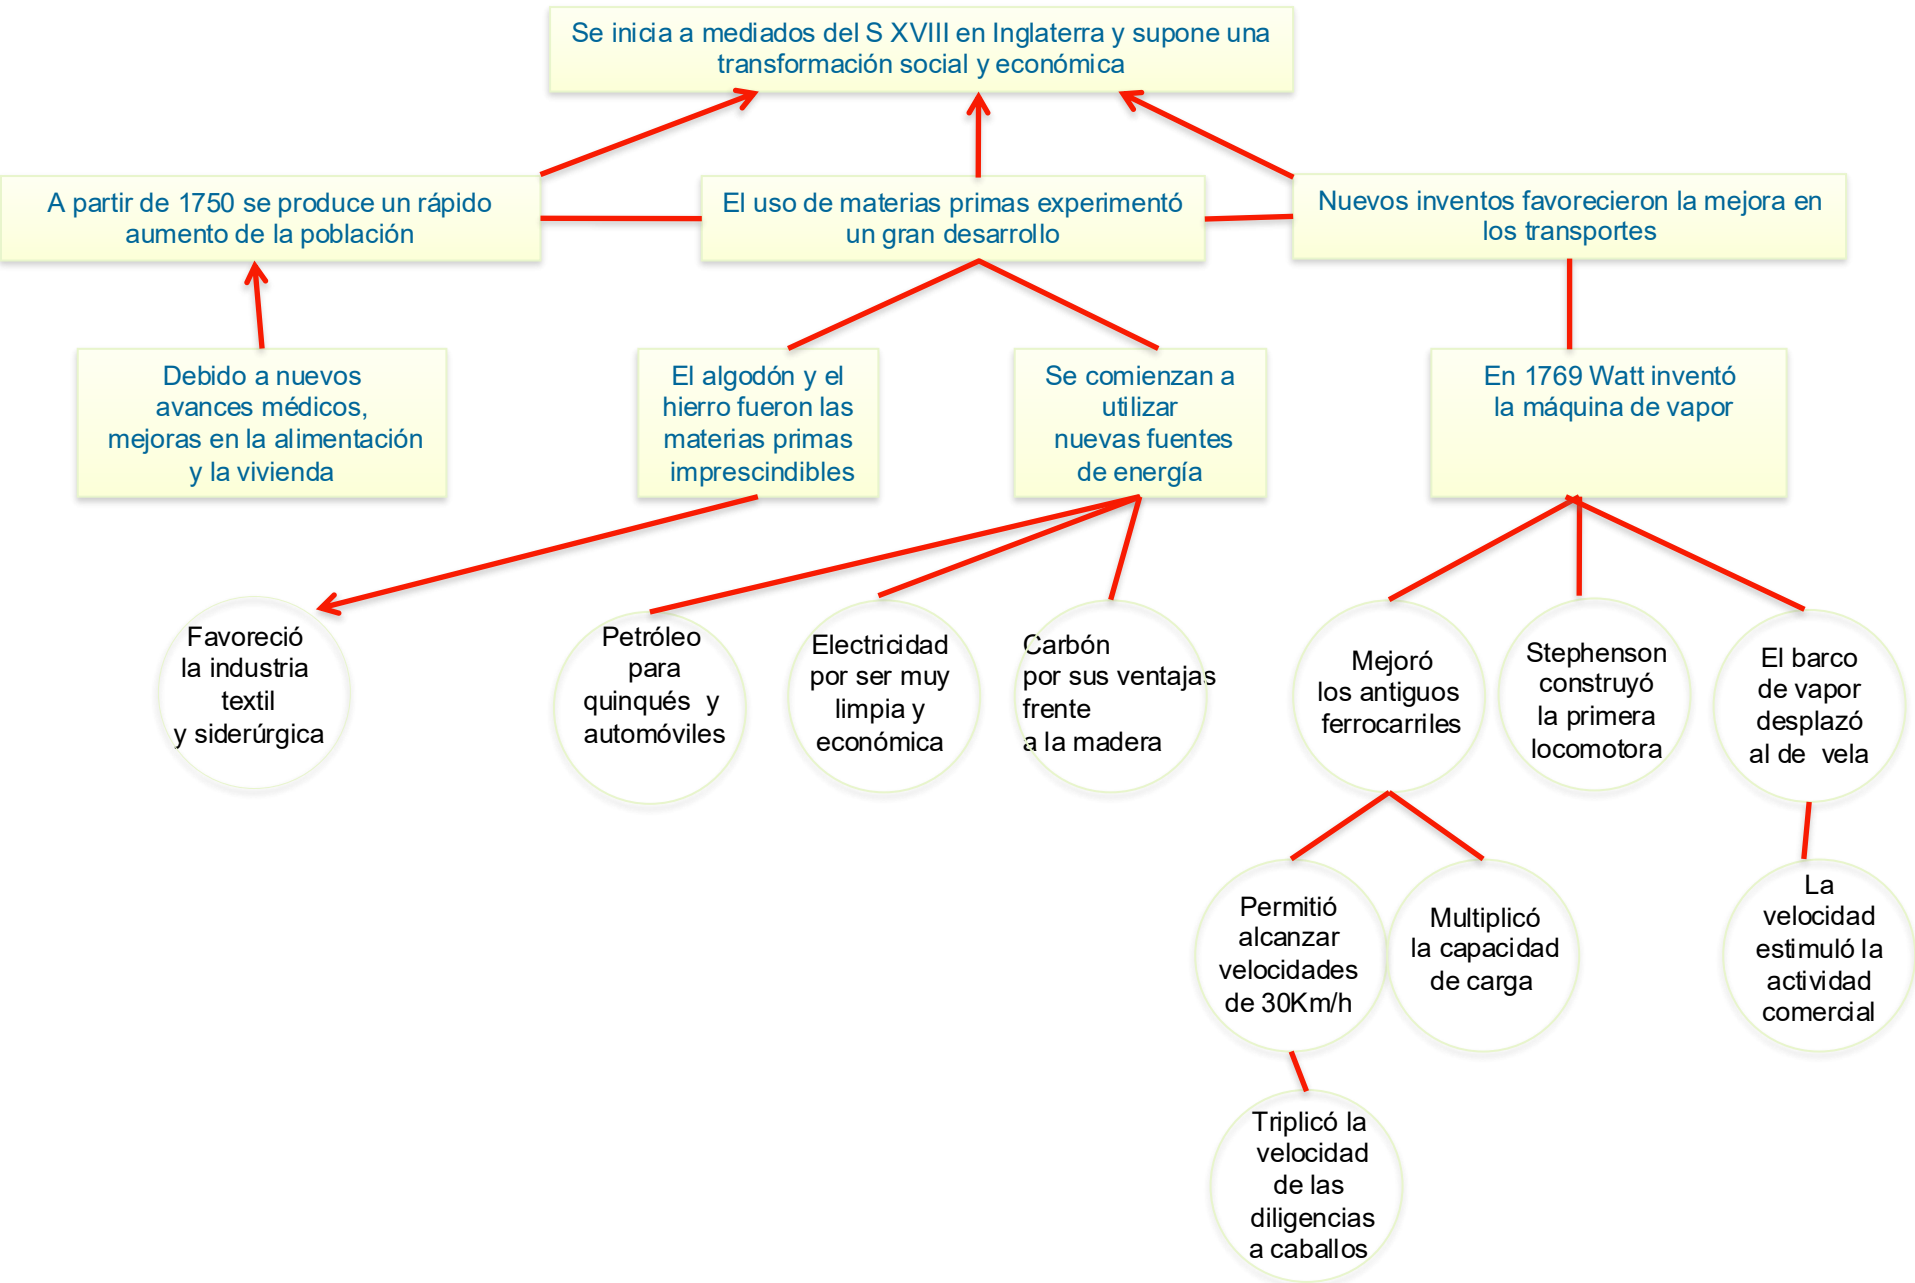 Se inicia a mediados del S XVIII en Inglaterra y supone una
transformación social y económica
A partir de 1750 se produce un rápido
aumento de la población
El uso de materias primas experimentó
un gran desarrollo
Nuevos inventos favorecieron la mejora en
los transportes
Debido a nuevos
avances médicos,
mejoras en la alimentación
y la vivienda
El algodón y el
hierro fueron las
materias primas
imprescindibles
Se comienzan a
utilizar
nuevas fuentes
de energía
En 1769 Watt inventó
la máquina de vapor
Favoreció
la industria
textil
y siderúrgica
Petróleo
para
quinqués y
automóviles
Electricidad
por ser muy
limpia y
económica
Carbón
por sus ventajas
frente
a la madera
Mejoró
los antiguos
ferrocarriles
Stephenson
construyó
la primera
locomotora
El barco
de vapor
desplazó
al de vela
Permitió
alcanzar
velocidades
de 30Km/h
Multiplicó
la capacidad
de carga
La
velocidad
estimuló la
actividad
comercial
Triplicó la
velocidad
de las
diligencias
a caballos